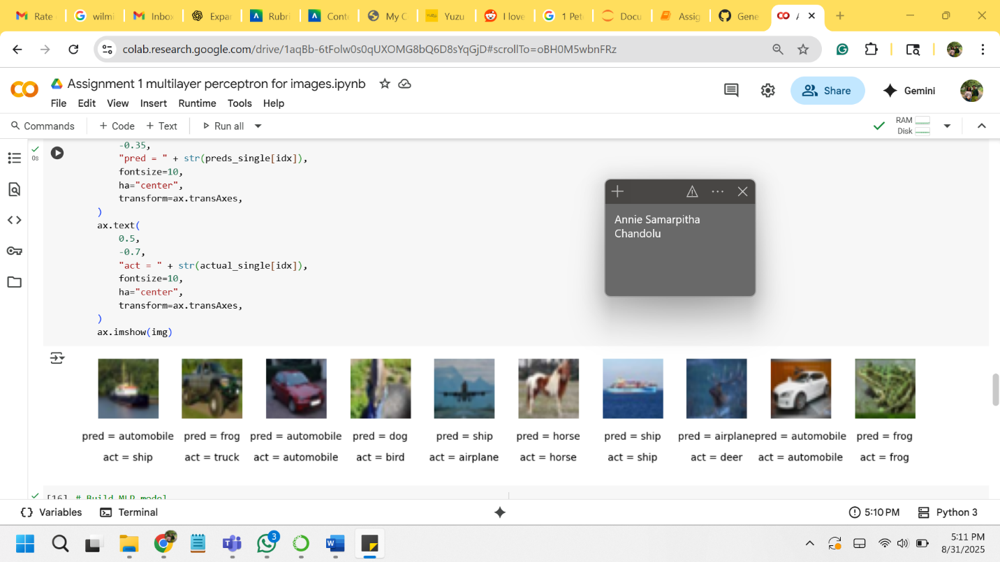 Rate
wilmi
Inbox
Expan
Rubri
Conte
My C
Yuzu
I love
1 Pete
Docu
Assig
Gene
colab.research.google.com/drive/1aqBb-6tFolw0s0qUXOMG8bQ6D8sYqGjD#scrollTo=oBH0M5wbnFRz
Assignment 1 multilayer perceptron for images.ipynb
File Edit View Insert Runtime Tools Help
Share
Gemini
Commands + Code + Text Run all
RAM
Disk
0s
-0.35,
"pred = " + str(preds_single[idx]),
fontsize=10,
ha="center",
transform=ax.transAxes,
)
ax.text(
0.5,
-0.7,
"act = " + str(actual_single[idx]),
fontsize=10,
ha="center",
transform=ax.transAxes,
)
ax.imshow(img)
Annie Samarpitha
Chandolu
pred = automobile pred = frog pred = automobile pred = dog pred = ship pred = horse pred = ship pred = airplane pred = automobile pred = frog
act = ship act = truck act = automobile act = bird act = airplane act = horse act = ship act = deer act = automobile act = frog
[16] # Build MLP model
Variables Terminal 5:10 PM Python 3
3
5:11 PM
8/31/2025